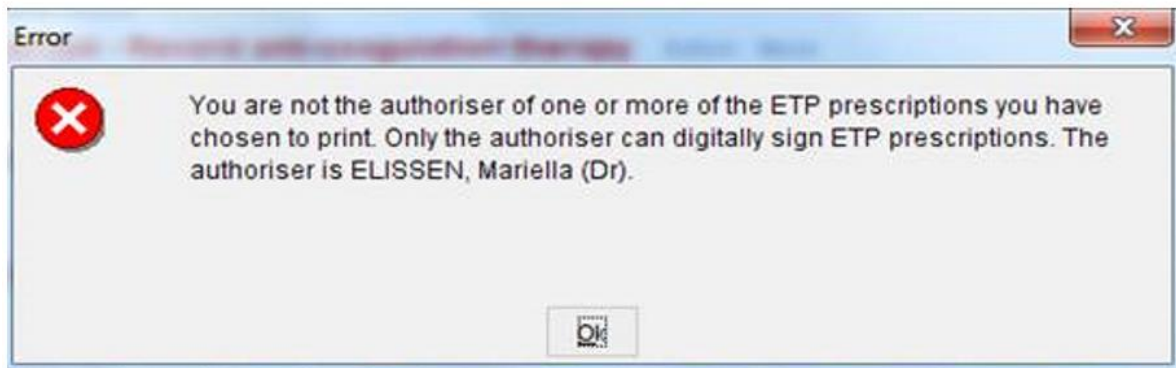 Error
You are not the authoriser of one or more of the ETP prescriptions you have
chosen to print. Only the authoriser can digitally sign ETP prescriptions. The
authoriser is ELISSEN, Mariella (Dr).
Ok